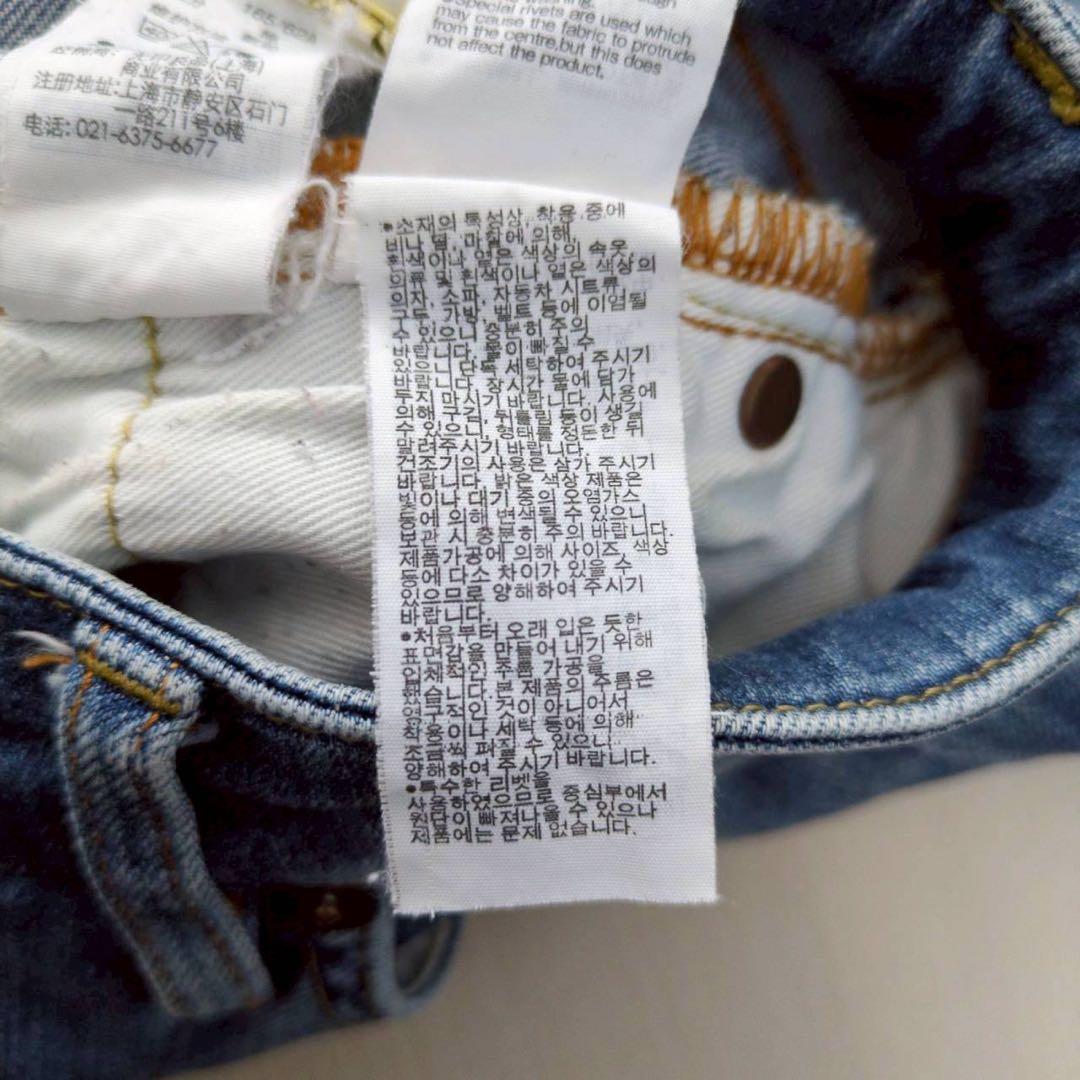 165/62A
商业有限公司
注册地址:上海市静安区石门
一路211号6楼
电话: 021-6375-6677
washing.
Special rivets are used which
may cause the fabric to protrude
from the centre,but this does
not affect the product.
●소재의 특성상, 착용 중에
비나 땀, 마찰에 의해,
흰색이나 옅은 색상의 속옷,
의류 및 흰색이나 옅은 색상의
의자, 소파, 자동차 시트류,
구두, 가방, 벨트 등에 이염될
수 있으니, 충분히 주의
바랍니다. 물이 빠질 수
있으니 단독 세탁하여 주시기
바랍니다. 장시간 물에 담가
두지 마시기 바랍니다. 사용에
의해 구김, 뒤틀림 등이 생길
수 있으니, 형태를 정돈한 뒤
말려주시기 바랍니다.
건조기의 사용은 삼가 주시기
바랍니다. 밝은 색상 제품은
빛이나 대기 중의 오염가스
등에 의해 변색될 수 있으니
보관 시 충분히 주의 바랍니다.
제품가공에 의해 사이즈, 색상
등에 다소 차이가 있을 수
있으므로 양해하여 주시기
바랍니다.
●처음부터 오래 입은 듯한
표면감을 만들어 내기 위해
입체적인 주름 가공을
했습니다. 본 제품의 주름은
영구적인 것이 아니어서
착용이나 세탁 등에 의해
조금씩 펴질 수 있으니
양해하여 주시기 바랍니다.
●특수한 리벳을
사용하였으므로 중심부에서
원단이 빠져나올 수 있으나
제품에는 문제 없습니다.